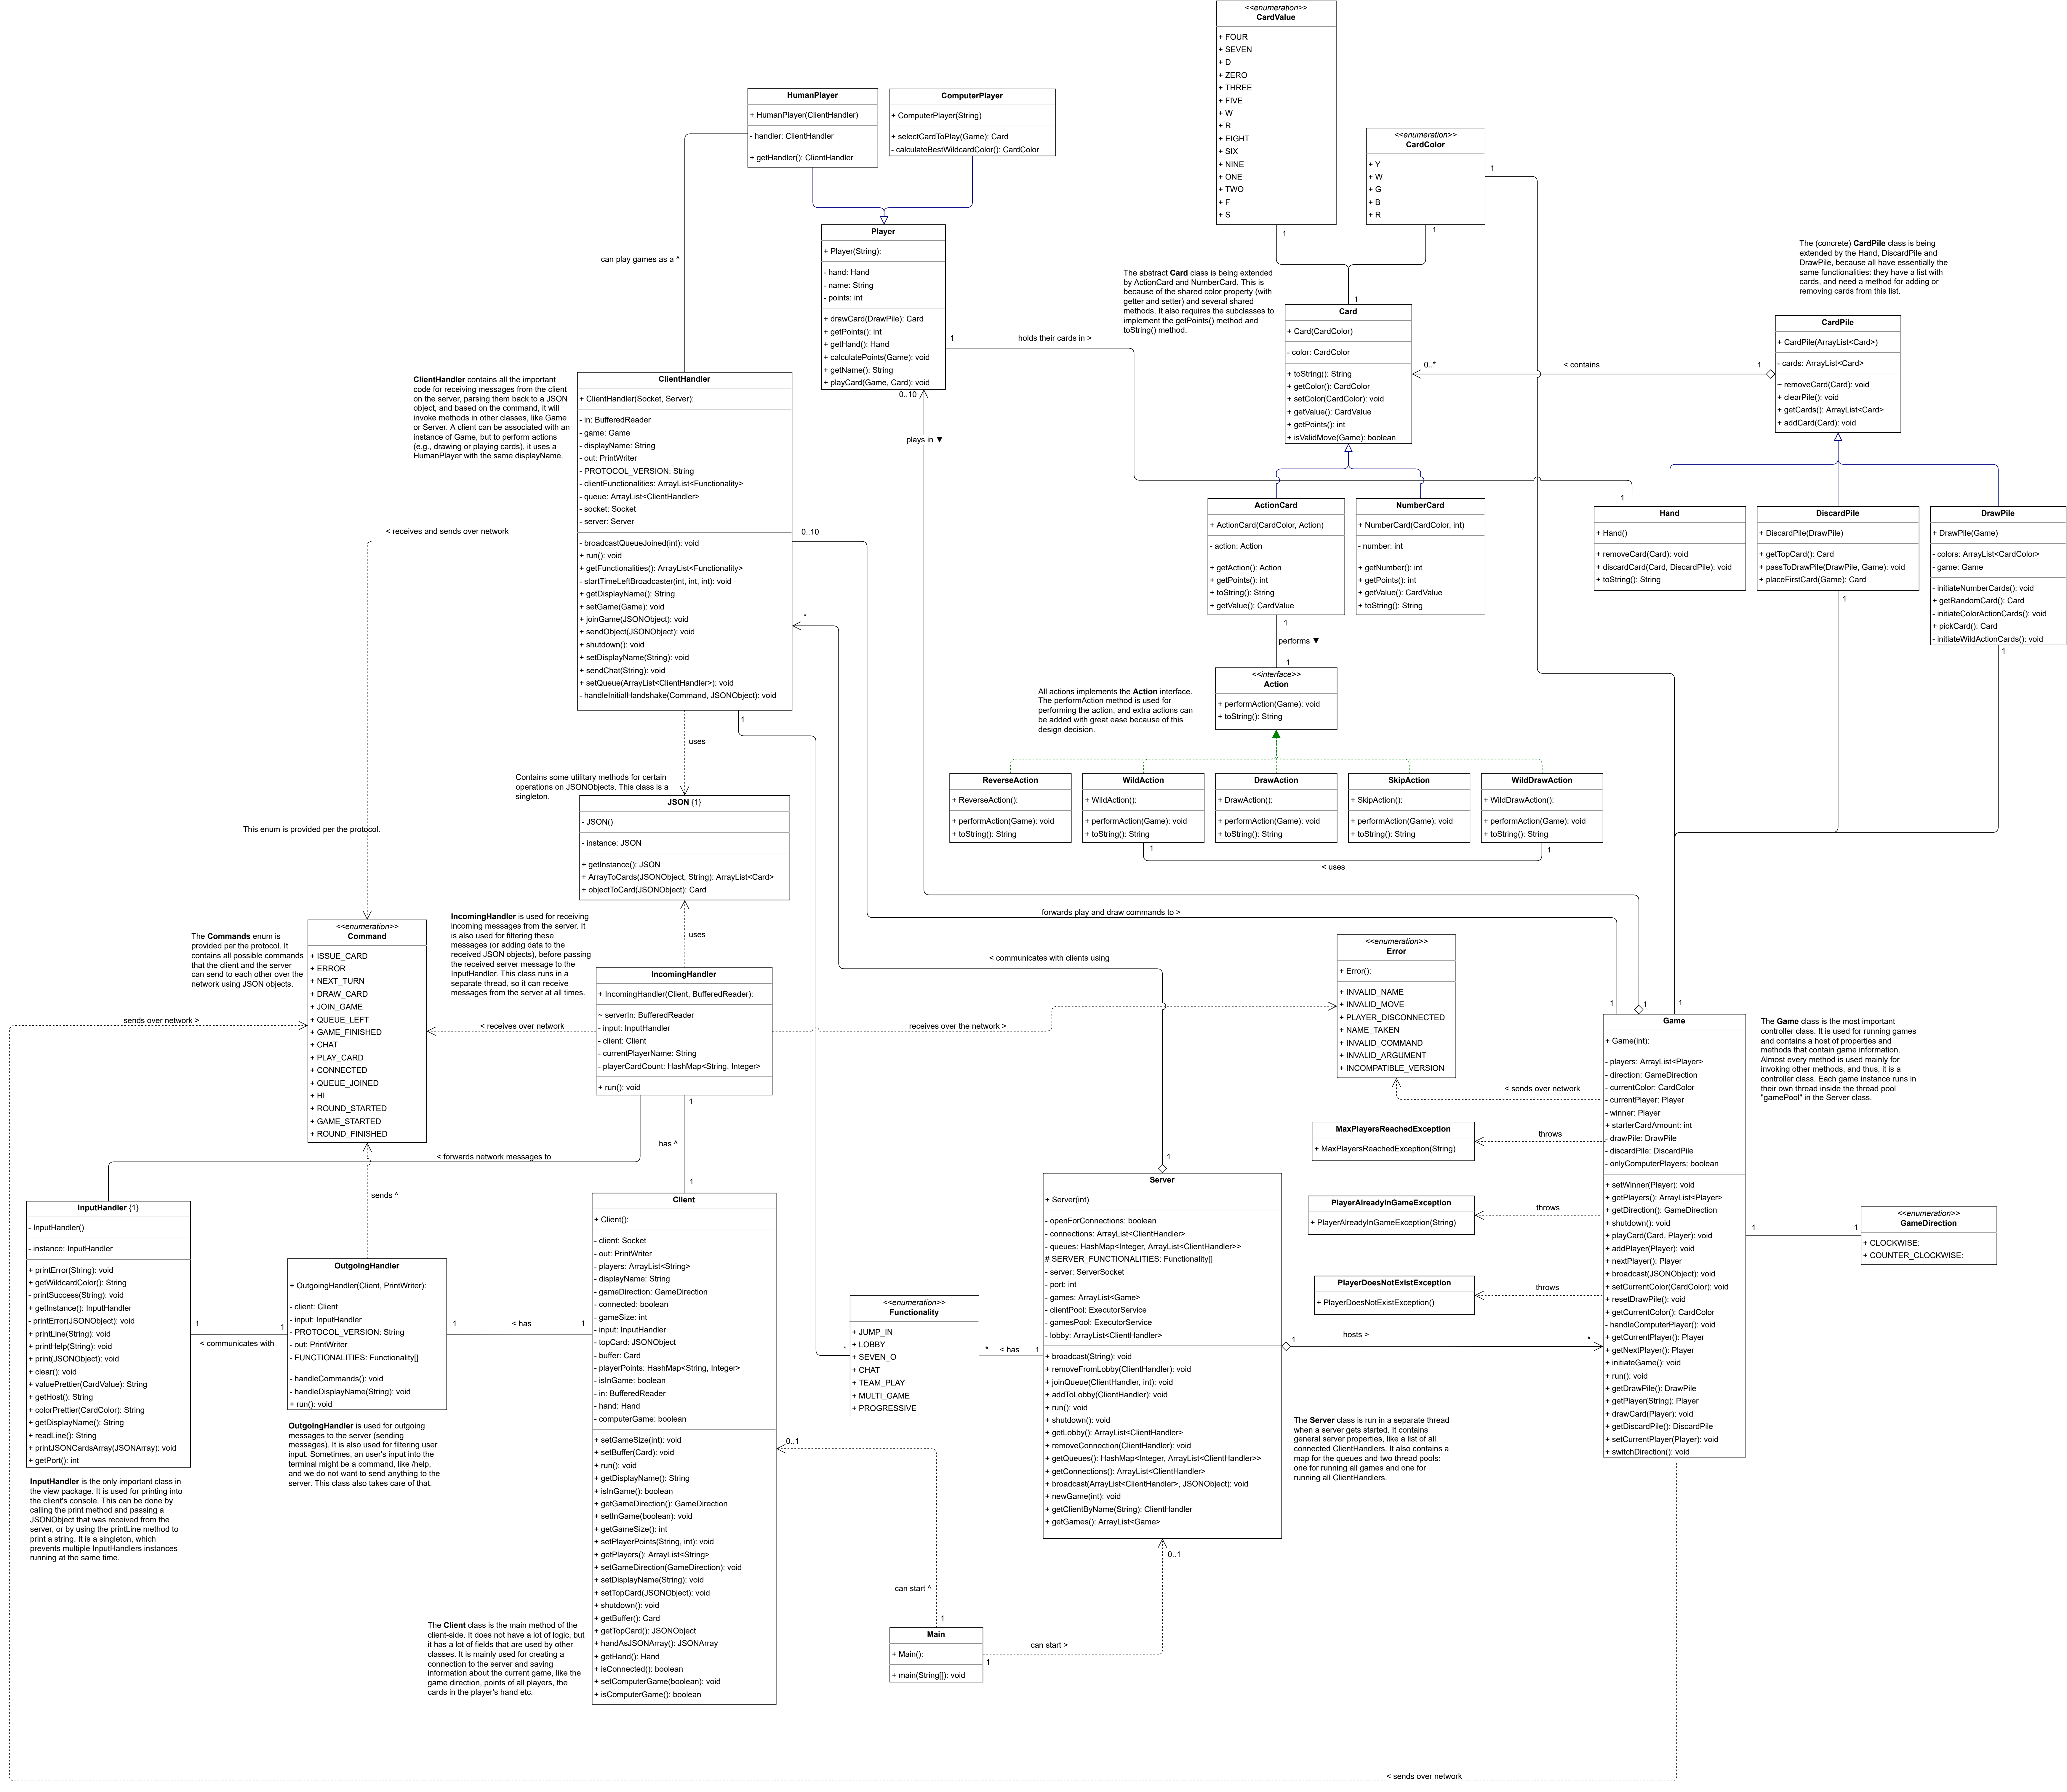 <<enumeration>>
CardValue
+ FOUR
+ SEVEN
+ D
+ ZERO
+ THREE
+ FIVE
+ W
+ R
+ EIGHT
+ SIX
+ NINE
+ ONE
+ TWO
+ F
+ S
1
<<enumeration>>
CardColor
+ Y
+ W
+ G
+ B
+ R
1
1
HumanPlayer
+ HumanPlayer(ClientHandler)
- handler: ClientHandler
+ getHandler(): ClientHandler
ComputerPlayer
+ ComputerPlayer(String)
+ selectCardToPlay(Game): Card
- calculateBestWildcardColor(): CardColor
can play games as a ^
Player
+ Player(String):
- hand: Hand
- name: String
- points: int
+ drawCard(DrawPile): Card
+ getPoints(): int
+ getHand(): Hand
+ calculatePoints(Game): void
+ getName(): String
+ playCard(Game, Card): void
1
holds their cards in >
0..10
plays in ▼
The abstract Card class is being extended
by ActionCard and NumberCard. This is
because of the shared color property (with
getter and setter) and several shared
methods. It also requires the subclasses to
implement the getPoints() method and
toString() method.
1
Card
+ Card(CardColor)
- color: CardColor
+ toString(): String
+ getColor(): CardColor
+ setColor(CardColor): void
+ getValue(): CardValue
+ getPoints(): int
+ isValidMove(Game): boolean
0..*
< contains
1
The (concrete) CardPile class is being
extended by the Hand, DiscardPile and
DrawPile, because all have essentially the
same functionalities: they have a list with
cards, and need a method for adding or
removing cards from this list.
CardPile
+ CardPile(ArrayList<Card>)
- cards: ArrayList<Card>
~ removeCard(Card): void
+ clearPile(): void
+ getCards(): ArrayList<Card>
+ addCard(Card): void
ClientHandler contains all the important
code for receiving messages from the client
on the server, parsing them back to a JSON
object, and based on the command, it will
invoke methods in other classes, like Game
or Server. A client can be associated with an
instance of Game, but to perform actions
(e.g., drawing or playing cards), it uses a
HumanPlayer with the same displayName.
ClientHandler
+ ClientHandler(Socket, Server):
- in: BufferedReader
- game: Game
- displayName: String
- out: PrintWriter
- PROTOCOL_VERSION: String
- clientFunctionalities: ArrayList<Functionality>
- queue: ArrayList<ClientHandler>
- socket: Socket
- server: Server
- broadcastQueueJoined(int): void
+ run(): void
+ getFunctionalities(): ArrayList<Functionality>
- startTimeLeftBroadcaster(int, int, int): void
+ getDisplayName(): String
+ setGame(Game): void
+ joinGame(JSONObject): void
+ sendObject(JSONObject): void
+ shutdown(): void
+ setDisplayName(String): void
+ sendChat(String): void
+ setQueue(ArrayList<ClientHandler>): void
- handleInitialHandshake(Command, JSONObject): void
< receives and sends over network
0..10
*
1
ActionCard
+ ActionCard(CardColor, Action)
- action: Action
+ getAction(): Action
+ getPoints(): int
+ toString(): String
+ getValue(): CardValue
NumberCard
+ NumberCard(CardColor, int)
- number: int
+ getNumber(): int
+ getPoints(): int
+ getValue(): CardValue
+ toString(): String
1
Hand
+ Hand()
+ removeCard(Card): void
+ discardCard(Card, DiscardPile): void
+ toString(): String
DiscardPile
+ DiscardPile(DrawPile)
+ getTopCard(): Card
+ passToDrawPile(DrawPile, Game): void
+ placeFirstCard(Game): Card
1
DrawPile
+ DrawPile(Game)
- colors: ArrayList<CardColor>
- game: Game
- initiateNumberCards(): void
+ getRandomCard(): Card
- initiateColorActionCards(): void
+ pickCard(): Card
- initiateWildActionCards(): void
1
1
performs ▼
1
<<interface>>
Action
+ performAction(Game): void
+ toString(): String
All actions implements the Action interface.
The performAction method is used for
performing the action, and extra actions can
be added with great ease because of this
design decision.
ReverseAction
+ ReverseAction():
+ performAction(Game): void
+ toString(): String
WildAction
+ WildAction():
+ performAction(Game): void
+ toString(): String
DrawAction
+ DrawAction():
+ performAction(Game): void
+ toString(): String
SkipAction
+ SkipAction():
+ performAction(Game): void
+ toString(): String
WildDrawAction
+ WildDrawAction():
+ performAction(Game): void
+ toString(): String
1
1
< uses
uses
Contains some utilitary methods for certain
operations on JSONObjects. This class is a
singleton.
JSON {1}
- JSON()
- instance: JSON
+ getInstance(): JSON
+ ArrayToCards(JSONObject, String): ArrayList<Card>
+ objectToCard(JSONObject): Card
This enum is provided per the protocol.
The Commands enum is
provided per the protocol. It
contains all possible commands
that the client and the server
can send to each other over the
network using JSON objects.
<<enumeration>>
Command
+ ISSUE_CARD
+ ERROR
+ NEXT_TURN
+ DRAW_CARD
+ JOIN_GAME
+ QUEUE_LEFT
+ GAME_FINISHED
+ CHAT
+ PLAY_CARD
+ CONNECTED
+ QUEUE_JOINED
+ HI
+ ROUND_STARTED
+ GAME_STARTED
+ ROUND_FINISHED
IncomingHandler is used for receiving
incoming messages from the server. It
is also used for filtering these
messages (or adding data to the
received JSON objects), before passing
the received server message to the
InputHandler. This class runs in a
separate thread, so it can receive
messages from the server at all times.
uses
IncomingHandler
+ IncomingHandler(Client, BufferedReader):
~ serverIn: BufferedReader
- input: InputHandler
- client: Client
- currentPlayerName: String
- playerCardCount: HashMap<String, Integer>
+ run(): void
sends over network >
< receives over network
receives over the network >
forwards play and draw commands to >
< communicates with clients using
<<enumeration>>
Error
+ Error():
+ INVALID_NAME
+ INVALID_MOVE
+ PLAYER_DISCONNECTED
+ NAME_TAKEN
+ INVALID_COMMAND
+ INVALID_ARGUMENT
+ INCOMPATIBLE_VERSION
< sends over network
MaxPlayersReachedException
+ MaxPlayersReachedException(String)
throws
PlayerAlreadyInGameException
+ PlayerAlreadyInGameException(String)
throws
PlayerDoesNotExistException
+ PlayerDoesNotExistException()
throws
1
1
1
Game
+ Game(int):
- players: ArrayList<Player>
- direction: GameDirection
- currentColor: CardColor
- currentPlayer: Player
- winner: Player
+ starterCardAmount: int
- drawPile: DrawPile
- discardPile: DiscardPile
- onlyComputerPlayers: boolean
+ setWinner(Player): void
+ getPlayers(): ArrayList<Player>
+ getDirection(): GameDirection
+ shutdown(): void
+ playCard(Card, Player): void
+ addPlayer(Player): void
+ nextPlayer(): Player
+ broadcast(JSONObject): void
+ setCurrentColor(CardColor): void
+ resetDrawPile(): void
+ getCurrentColor(): CardColor
- handleComputerPlayer(): void
+ getCurrentPlayer(): Player
+ getNextPlayer(): Player
+ initiateGame(): void
+ run(): void
+ getDrawPile(): DrawPile
+ getPlayer(String): Player
+ drawCard(Player): void
+ getDiscardPile(): DiscardPile
+ setCurrentPlayer(Player): void
+ switchDirection(): void
The Game class is the most important
controller class. It is used for running games
and contains a host of properties and
methods that contain game information.
Almost every method is used mainly for
invoking other methods, and thus, it is a
controller class. Each game instance runs in
their own thread inside the thread pool
"gamePool" in the Server class.
1
1
<<enumeration>>
GameDirection
+ CLOCKWISE:
+ COUNTER_CLOCKWISE:
1
has ^
1
< forwards network messages to
sends ^
InputHandler {1}
- InputHandler()
- instance: InputHandler
+ printError(String): void
+ getWildcardColor(): String
- printSuccess(String): void
+ getInstance(): InputHandler
- printError(JSONObject): void
+ printLine(String): void
+ printHelp(String): void
+ print(JSONObject): void
+ clear(): void
+ valuePrettier(CardValue): String
+ getHost(): String
+ colorPrettier(CardColor): String
+ getDisplayName(): String
+ readLine(): String
+ printJSONCardsArray(JSONArray): void
+ getPort(): int
InputHandler is the only important class in
the view package. It is used for printing into
the client's console. This can be done by
calling the print method and passing a
JSONObject that was received from the
server, or by using the printLine method to
print a string. It is a singleton, which
prevents multiple InputHandlers instances
running at the same time.
1
< communicates with
1
OutgoingHandler
+ OutgoingHandler(Client, PrintWriter):
- client: Client
- input: InputHandler
- PROTOCOL_VERSION: String
- out: PrintWriter
- FUNCTIONALITIES: Functionality[]
- handleCommands(): void
- handleDisplayName(String): void
+ run(): void
OutgoingHandler is used for outgoing
messages to the server (sending
messages). It is also used for filtering user
input. Sometimes, an user's input into the
terminal might be a command, like /help,
and we do not want to send anything to the
server. This class also takes care of that.
1
< has
1
Client
+ Client():
- client: Socket
- out: PrintWriter
- players: ArrayList<String>
- displayName: String
- gameDirection: GameDirection
- connected: boolean
- gameSize: int
- input: InputHandler
- topCard: JSONObject
- buffer: Card
- playerPoints: HashMap<String, Integer>
- isInGame: boolean
- in: BufferedReader
- hand: Hand
- computerGame: boolean
+ setGameSize(int): void
+ setBuffer(Card): void
+ run(): void
+ getDisplayName(): String
+ isInGame(): boolean
+ getGameDirection(): GameDirection
+ setInGame(boolean): void
+ getGameSize(): int
+ setPlayerPoints(String, int): void
+ getPlayers(): ArrayList<String>
+ setGameDirection(GameDirection): void
+ setDisplayName(String): void
+ setTopCard(JSONObject): void
+ shutdown(): void
+ getBuffer(): Card
+ getTopCard(): JSONObject
+ handAsJSONArray(): JSONArray
+ getHand(): Hand
+ isConnected(): boolean
+ setComputerGame(boolean): void
+ isComputerGame(): boolean
The Client class is the main method of the
client-side. It does not have a lot of logic, but
it has a lot of fields that are used by other
classes. It is mainly used for creating a
connection to the server and saving
information about the current game, like the
game direction, points of all players, the
cards in the player's hand etc.
0..1
<<enumeration>>
Functionality
+ JUMP_IN
+ LOBBY
+ SEVEN_O
+ CHAT
+ TEAM_PLAY
+ MULTI_GAME
+ PROGRESSIVE
*
*
< has
1
1
Server
+ Server(int)
- openForConnections: boolean
- connections: ArrayList<ClientHandler>
- queues: HashMap<Integer, ArrayList<ClientHandler>>
# SERVER_FUNCTIONALITIES: Functionality[]
- server: ServerSocket
- port: int
- games: ArrayList<Game>
- clientPool: ExecutorService
- gamesPool: ExecutorService
- lobby: ArrayList<ClientHandler>
+ broadcast(String): void
+ removeFromLobby(ClientHandler): void
+ joinQueue(ClientHandler, int): void
+ addToLobby(ClientHandler): void
+ run(): void
+ shutdown(): void
+ getLobby(): ArrayList<ClientHandler>
+ removeConnection(ClientHandler): void
+ getQueues(): HashMap<Integer, ArrayList<ClientHandler>>
+ getConnections(): ArrayList<ClientHandler>
+ broadcast(ArrayList<ClientHandler>, JSONObject): void
+ newGame(int): void
+ getClientByName(String): ClientHandler
+ getGames(): ArrayList<Game>
1
hosts >
*
The Server class is run in a separate thread
when a server gets started. It contains
general server properties, like a list of all
connected ClientHandlers. It also contains a
map for the queues and two thread pools:
one for running all games and one for
running all ClientHandlers.
0..1
can start ^
1
Main
+ Main():
+ main(String[]): void
can start >
1
< sends over network